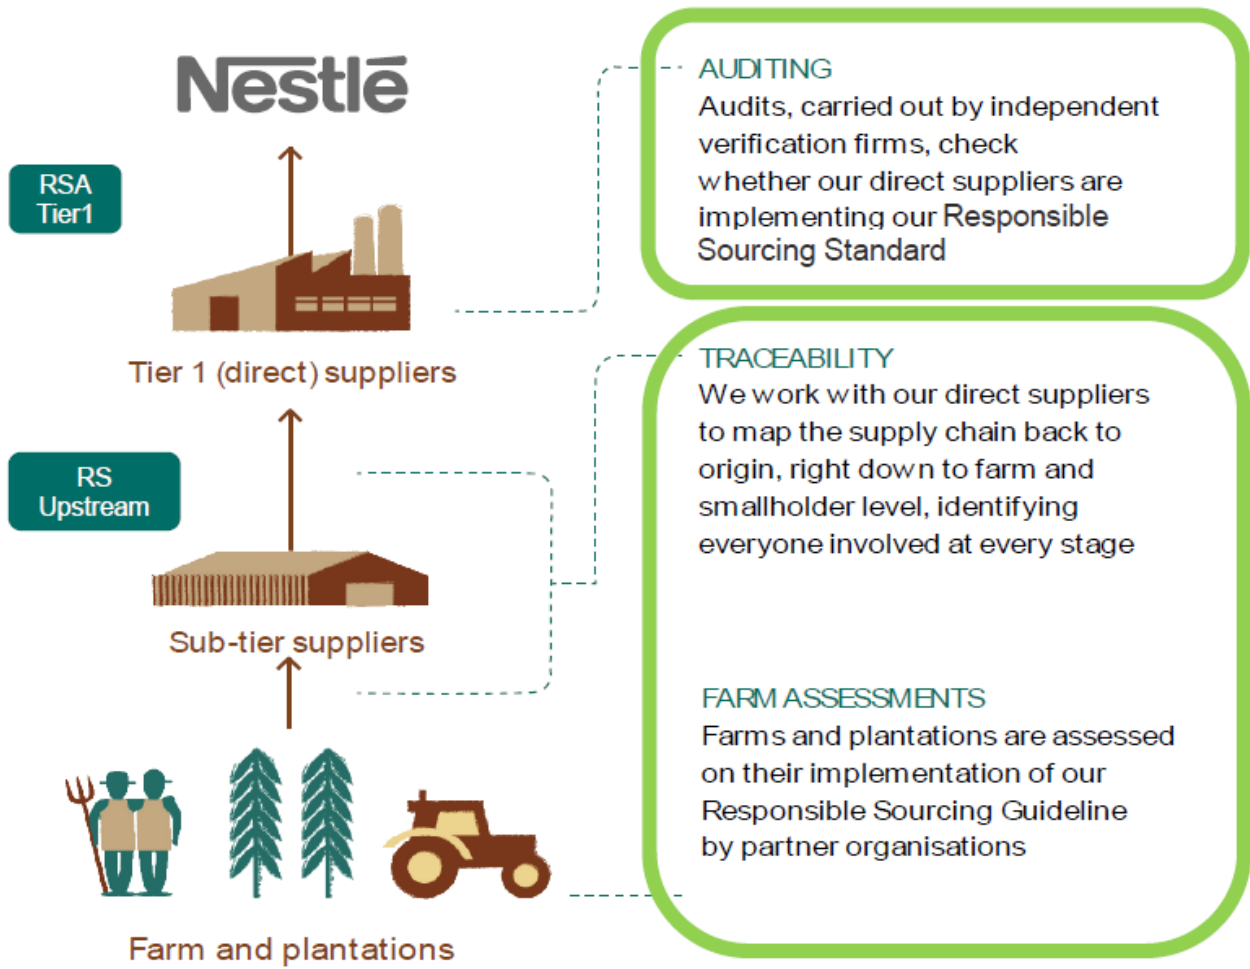 Nestlé
RSA
Tier1
Tier 1 (direct) suppliers
RS
Upstream
Sub-tier suppliers
Farm and plantations
AUDITING
Audits, carried out by independent
verification firms, check
whether our direct suppliers are
implementing our Responsible
Sourcing Standard
TRACEABILITY
We work with our direct suppliers
to map the supply chain back to
origin, right down to farm and
smallholder level, identifying
everyone involved at every stage
FARM ASSESSMENTS
Farms and plantations are assessed
on their implementation of our
Responsible Sourcing Guideline
by partner organisations